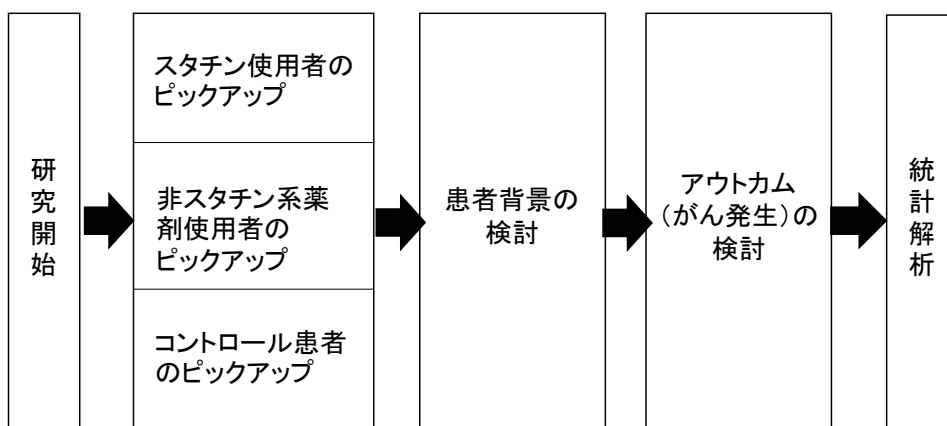 研究開始
スタチン使用者の
ピックアップ
非スタチン系薬
剤使用者の
ピックアップ
コントロール患者
のピックアップ
患者背景の
検討
アウトカム
(がん発生)の
検討
統計解析